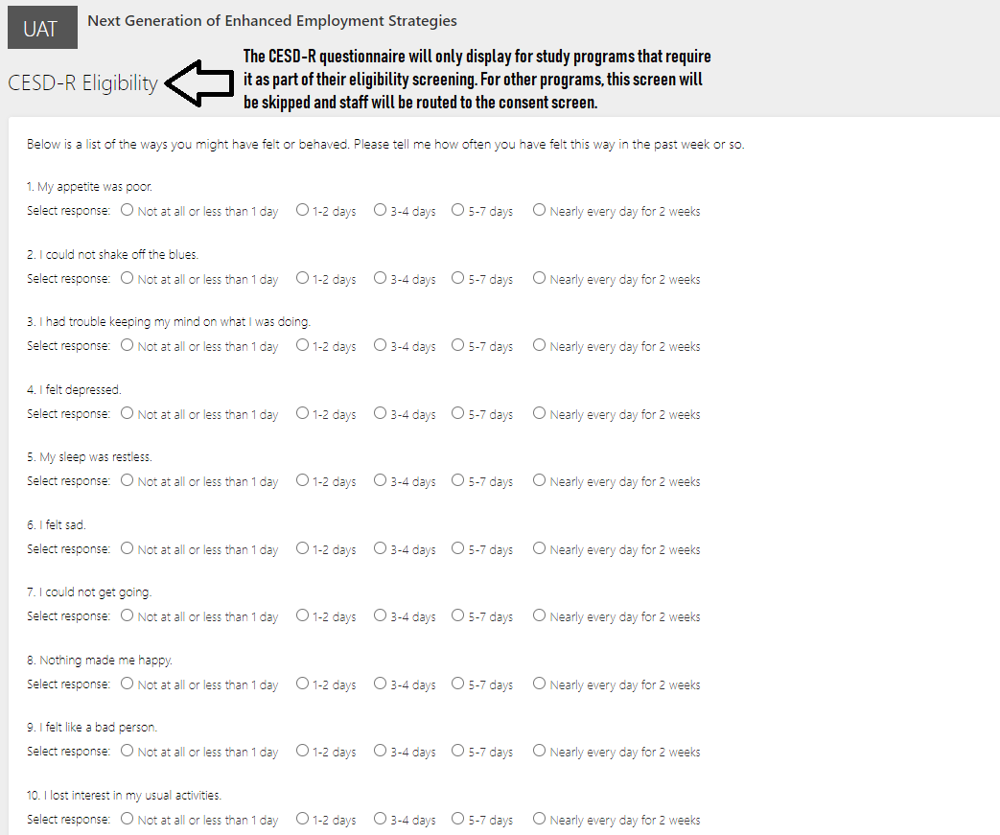 UAT
Next Generation of Enhanced Employment Strategies
The CESD-R questionnaire will only display for study programs that require
it as part of their eligibility screening. For other programs, this screen will
be skipped and staff will be routed to the consent screen.
CESD-R Eligibility
Below is a list of the ways you might have felt or behaved. Please tell me how often you have felt this way in the past week or so.
1. My appetite was poor.
Select response: Not at all or less than 1 day 1-2 days 3-4 days 5-7 days Nearly every day for 2 weeks
2. I could not shake off the blues.
Select response: Not at all or less than 1 day 1-2 days 3-4 days 5-7 days Nearly every day for 2 weeks
3. I had trouble keeping my mind on what I was doing.
Select response: Not at all or less than 1 day 1-2 days 3-4 days 5-7 days Nearly every day for 2 weeks
4. I felt depressed.
Select response: Not at all or less than 1 day 1-2 days 3-4 days 5-7 days Nearly every day for 2 weeks
5. My sleep was restless.
Select response: Not at all or less than 1 day 1-2 days 3-4 days 5-7 days Nearly every day for 2 weeks
6. I felt sad.
Select response: Not at all or less than 1 day 1-2 days 3-4 days 5-7 days Nearly every day for 2 weeks
7. I could not get going.
Select response: Not at all or less than 1 day 1-2 days 3-4 days 5-7 days Nearly every day for 2 weeks
8. Nothing made me happy.
Select response: Not at all or less than 1 day 1-2 days 3-4 days 5-7 days Nearly every day for 2 weeks
9. I felt like a bad person.
Select response: Not at all or less than 1 day 1-2 days 3-4 days 5-7 days Nearly every day for 2 weeks
10. I lost interest in my usual activities.
Select response: Not at all or less than 1 day 1-2 days 3-4 days 5-7 days Nearly every day for 2 weeks